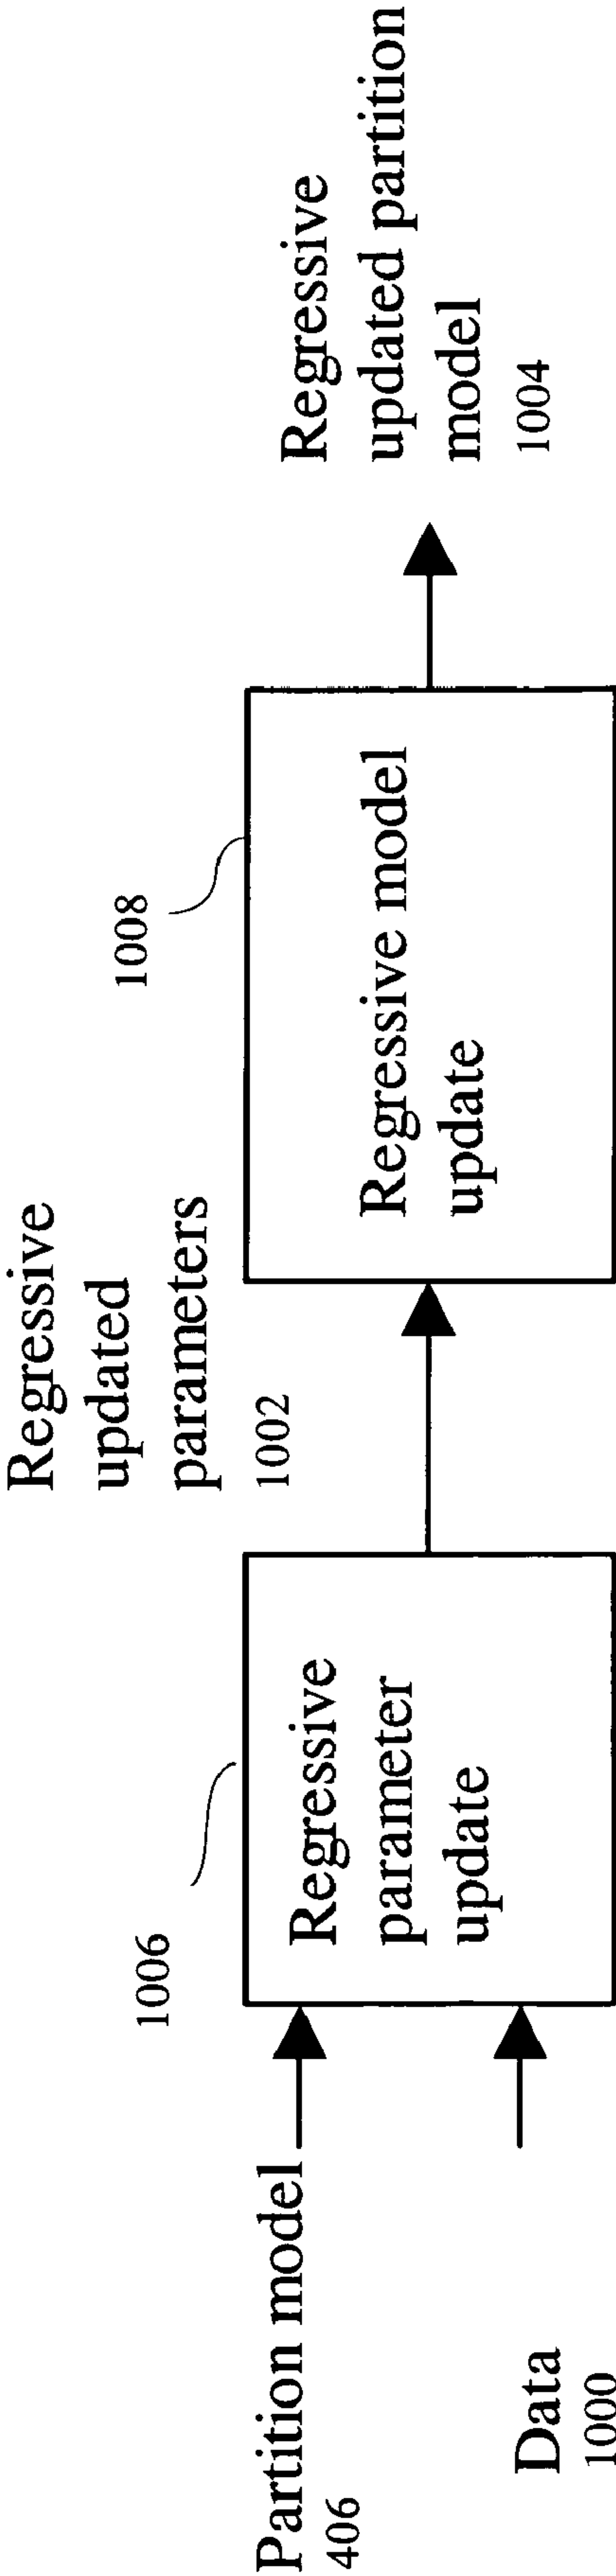 Partition model
406
Data
1000
1006
Regressive
parameter
update
Regressive
updated
parameters
1002
1008
Regressive model
update
Regressive
updated partition
model
1004